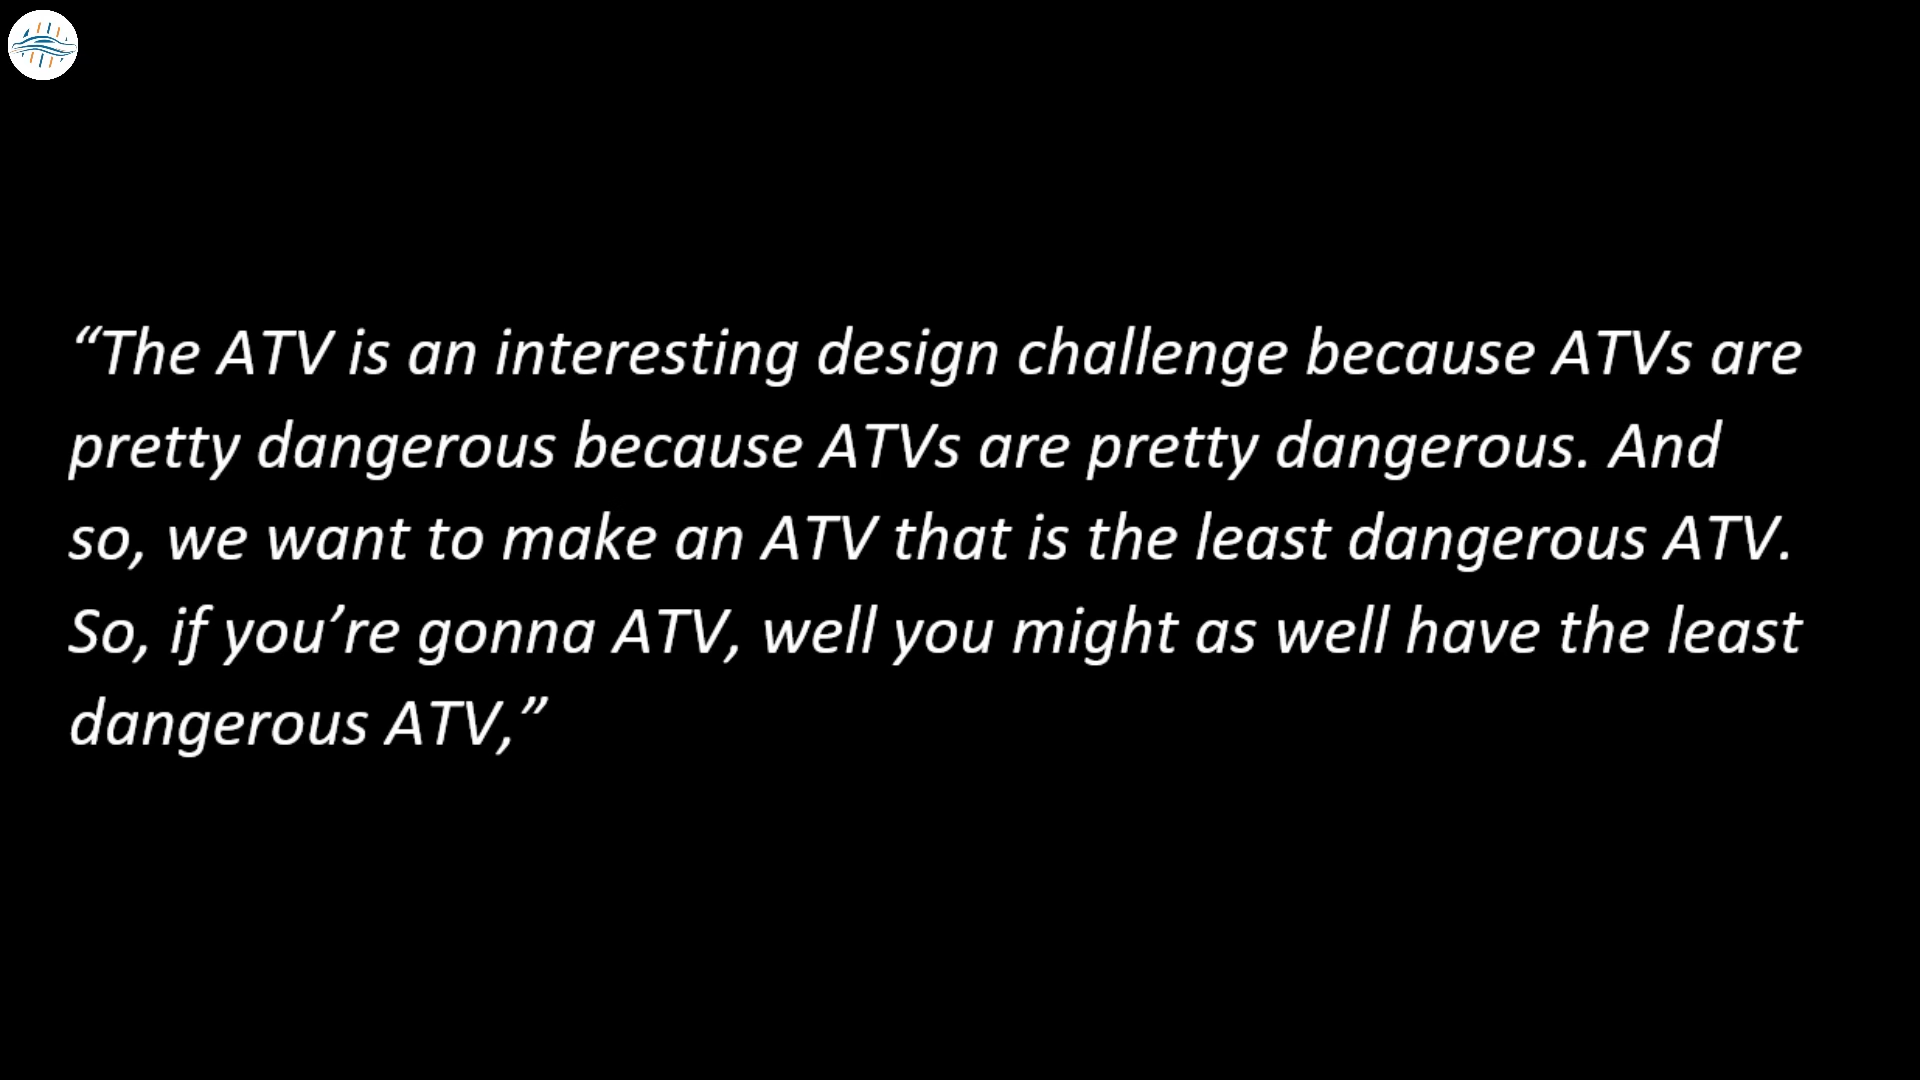 “The ATV is an interesting design challenge because ATVs are
pretty dangerous because ATVs are pretty dangerous. And
so, we want to make an ATV that is the least dangerous ATV.
So, if you’re gonna ATV, well you might as well have the least
dangerous ATV,”